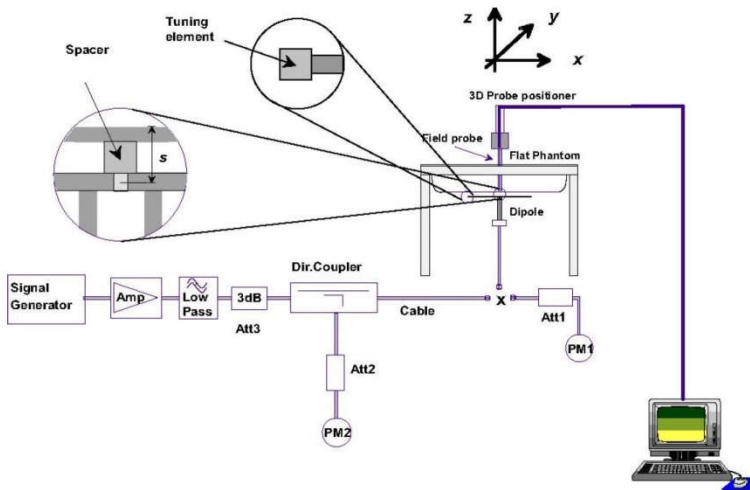 Tuning
element
Spacer
s
z
y
x
3D Probe positioner
Field probe
Flat Phantom
Dipole
Dir.Coupler
Signal
Generator
Amp
Low
Pass
3dB
Att3
Cable
x
Att1
PM1
Att2
PM2